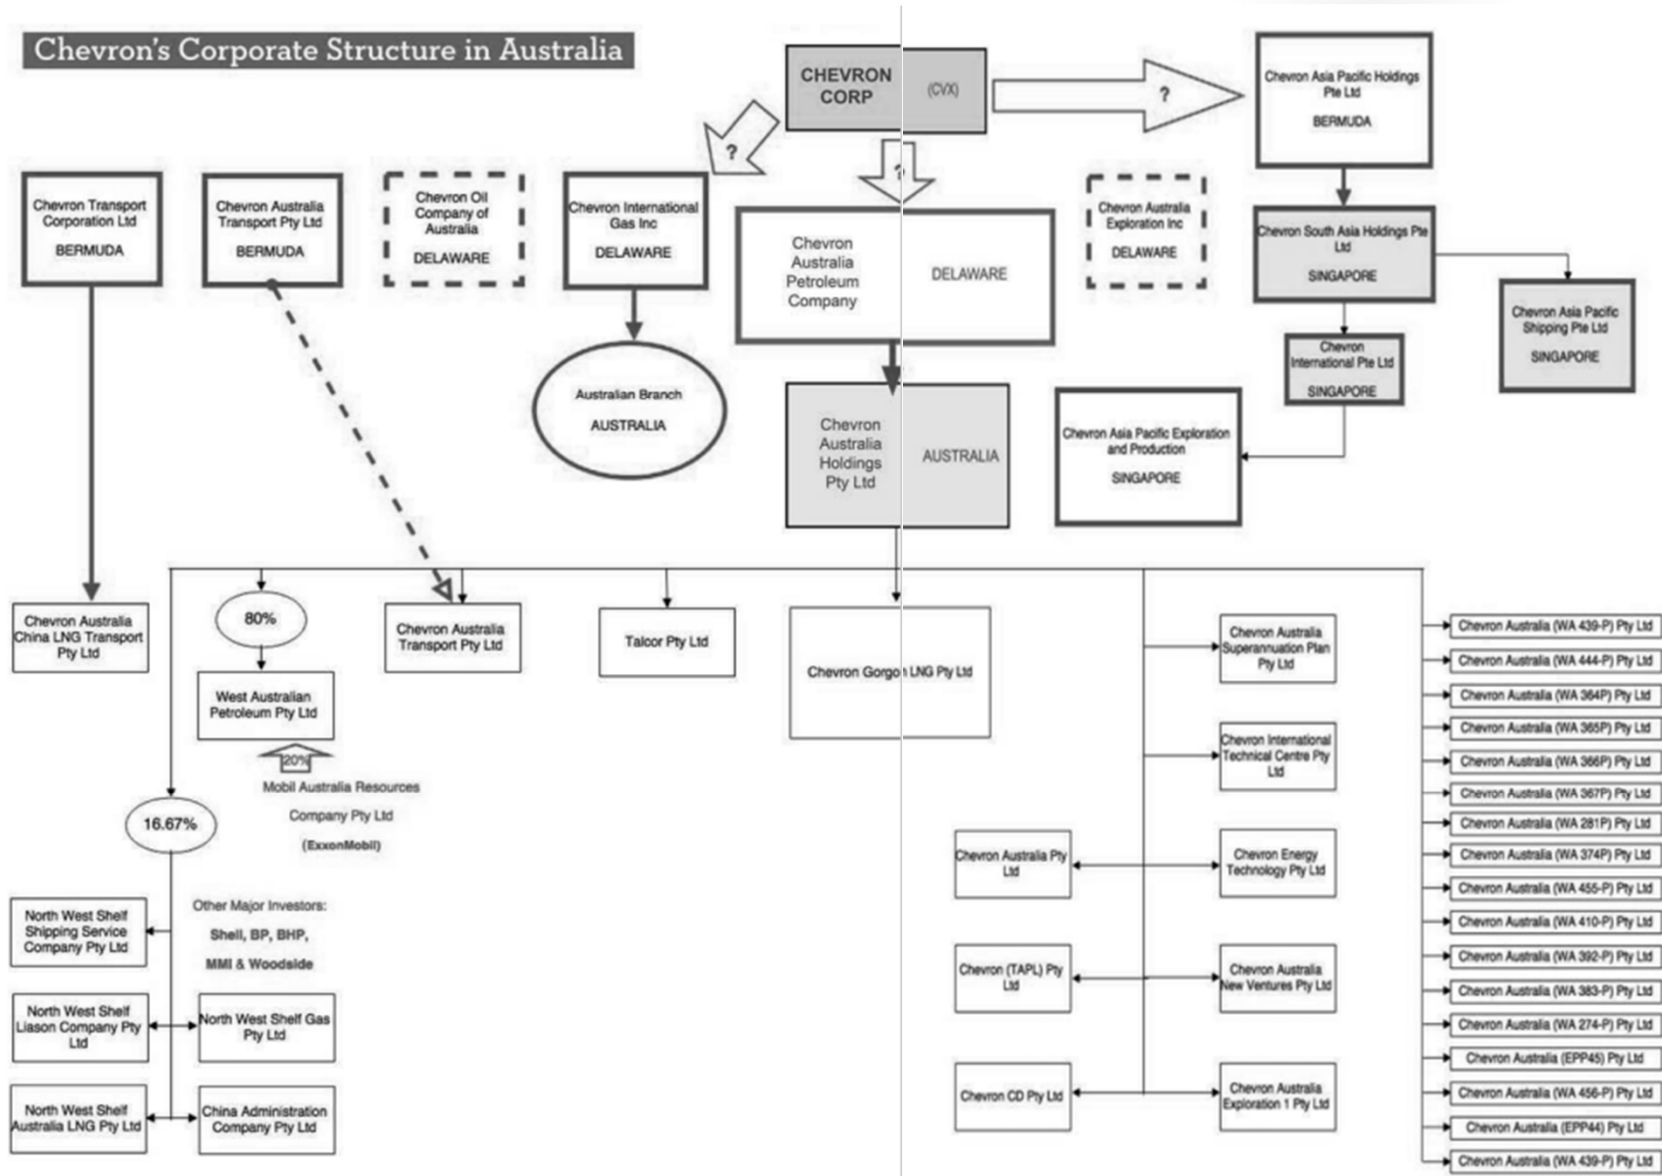 Chevron's Corporate Structure in Australia
CHEVRON
CORP
(CVX)
?
?
?
Chevron Asia Pacific Holdings
Pte Ltd
BERMUDA
Chevron Transport
Corporation Ltd
BERMUDA
Chevron Australia
Transport Pty Ltd
BERMUDA
Chevron Oil
Company of
Australia
DELAWARE
Chevron International
Gas Inc
DELAWARE
Chevron
Australia
Petroleum
Company
DELAWARE
Chevron Australia
Exploration Inc
DELAWARE
Chevron South Asia Holdings Pte
Ltd
SINGAPORE
Chevron Asia Pacific
Shipping Pte Ltd
SINGAPORE
Chevron
International Pte Ltd
SINGAPORE
Australian Branch
AUSTRALIA
Chevron
Australia
Holdings
Pty Ltd
AUSTRALIA
Chevron Asia Pacific Exploration
and Production
SINGAPORE
Chevron Australia
China LNG Transport
Pty Ltd
80%
West Australian
Petroleum Pty Ltd
20%
Mobil Australia Resources
Company Pty Ltd
(ExxonMobil)
Chevron Australia
Transport Pty Ltd
Talcor Pty Ltd
Chevron Gorgon LNG Pty Ltd
16.67%
Other Major Investors:
Shell, BP, BHP,
MMI & Woodside
North West Shelf
Shipping Service
Company Pty Ltd
North West Shelf
Liason Company Pty
Ltd
North West Shelf Gas
Pty Ltd
North West Shelf
Australia LNG Pty Ltd
China Administration
Company Pty Ltd
Chevron Australia
Superannuation Plan
Pty Ltd
Chevron International
Technical Centre Pty
Ltd
Chevron Australia Pty
Ltd
Chevron Energy
Technology Pty Ltd
Chevron (TAPL) Pty
Ltd
Chevron Australia
New Ventures Pty Ltd
Chevron CD Pty Ltd
Chevron Australia
Exploration 1 Pty Ltd
Chevron Australia (WA 439-P) Pty Ltd
Chevron Australia (WA 444-P) Pty Ltd
Chevron Australia (WA 364P) Pty Ltd
Chevron Australia (WA 365P) Pty Ltd
Chevron Australia (WA 366P) Pty Ltd
Chevron Australia (WA 367P) Pty Ltd
Chevron Australia (WA 281P) Pty Ltd
Chevron Australia (WA 374P) Pty Ltd
Chevron Australia (WA 455-P) Pty Ltd
Chevron Australia (WA 410-P) Pty Ltd
Chevron Australia (WA 392-P) Pty Ltd
Chevron Australia (WA 383-P) Pty Ltd
Chevron Australia (WA 274-P) Pty Ltd
Chevron Australia (EPP45) Pty Ltd
Chevron Australia (WA 456-P) Pty Ltd
Chevron Australia (EPP44) Pty Ltd
Chevron Australia (WA 439-P) Pty Ltd